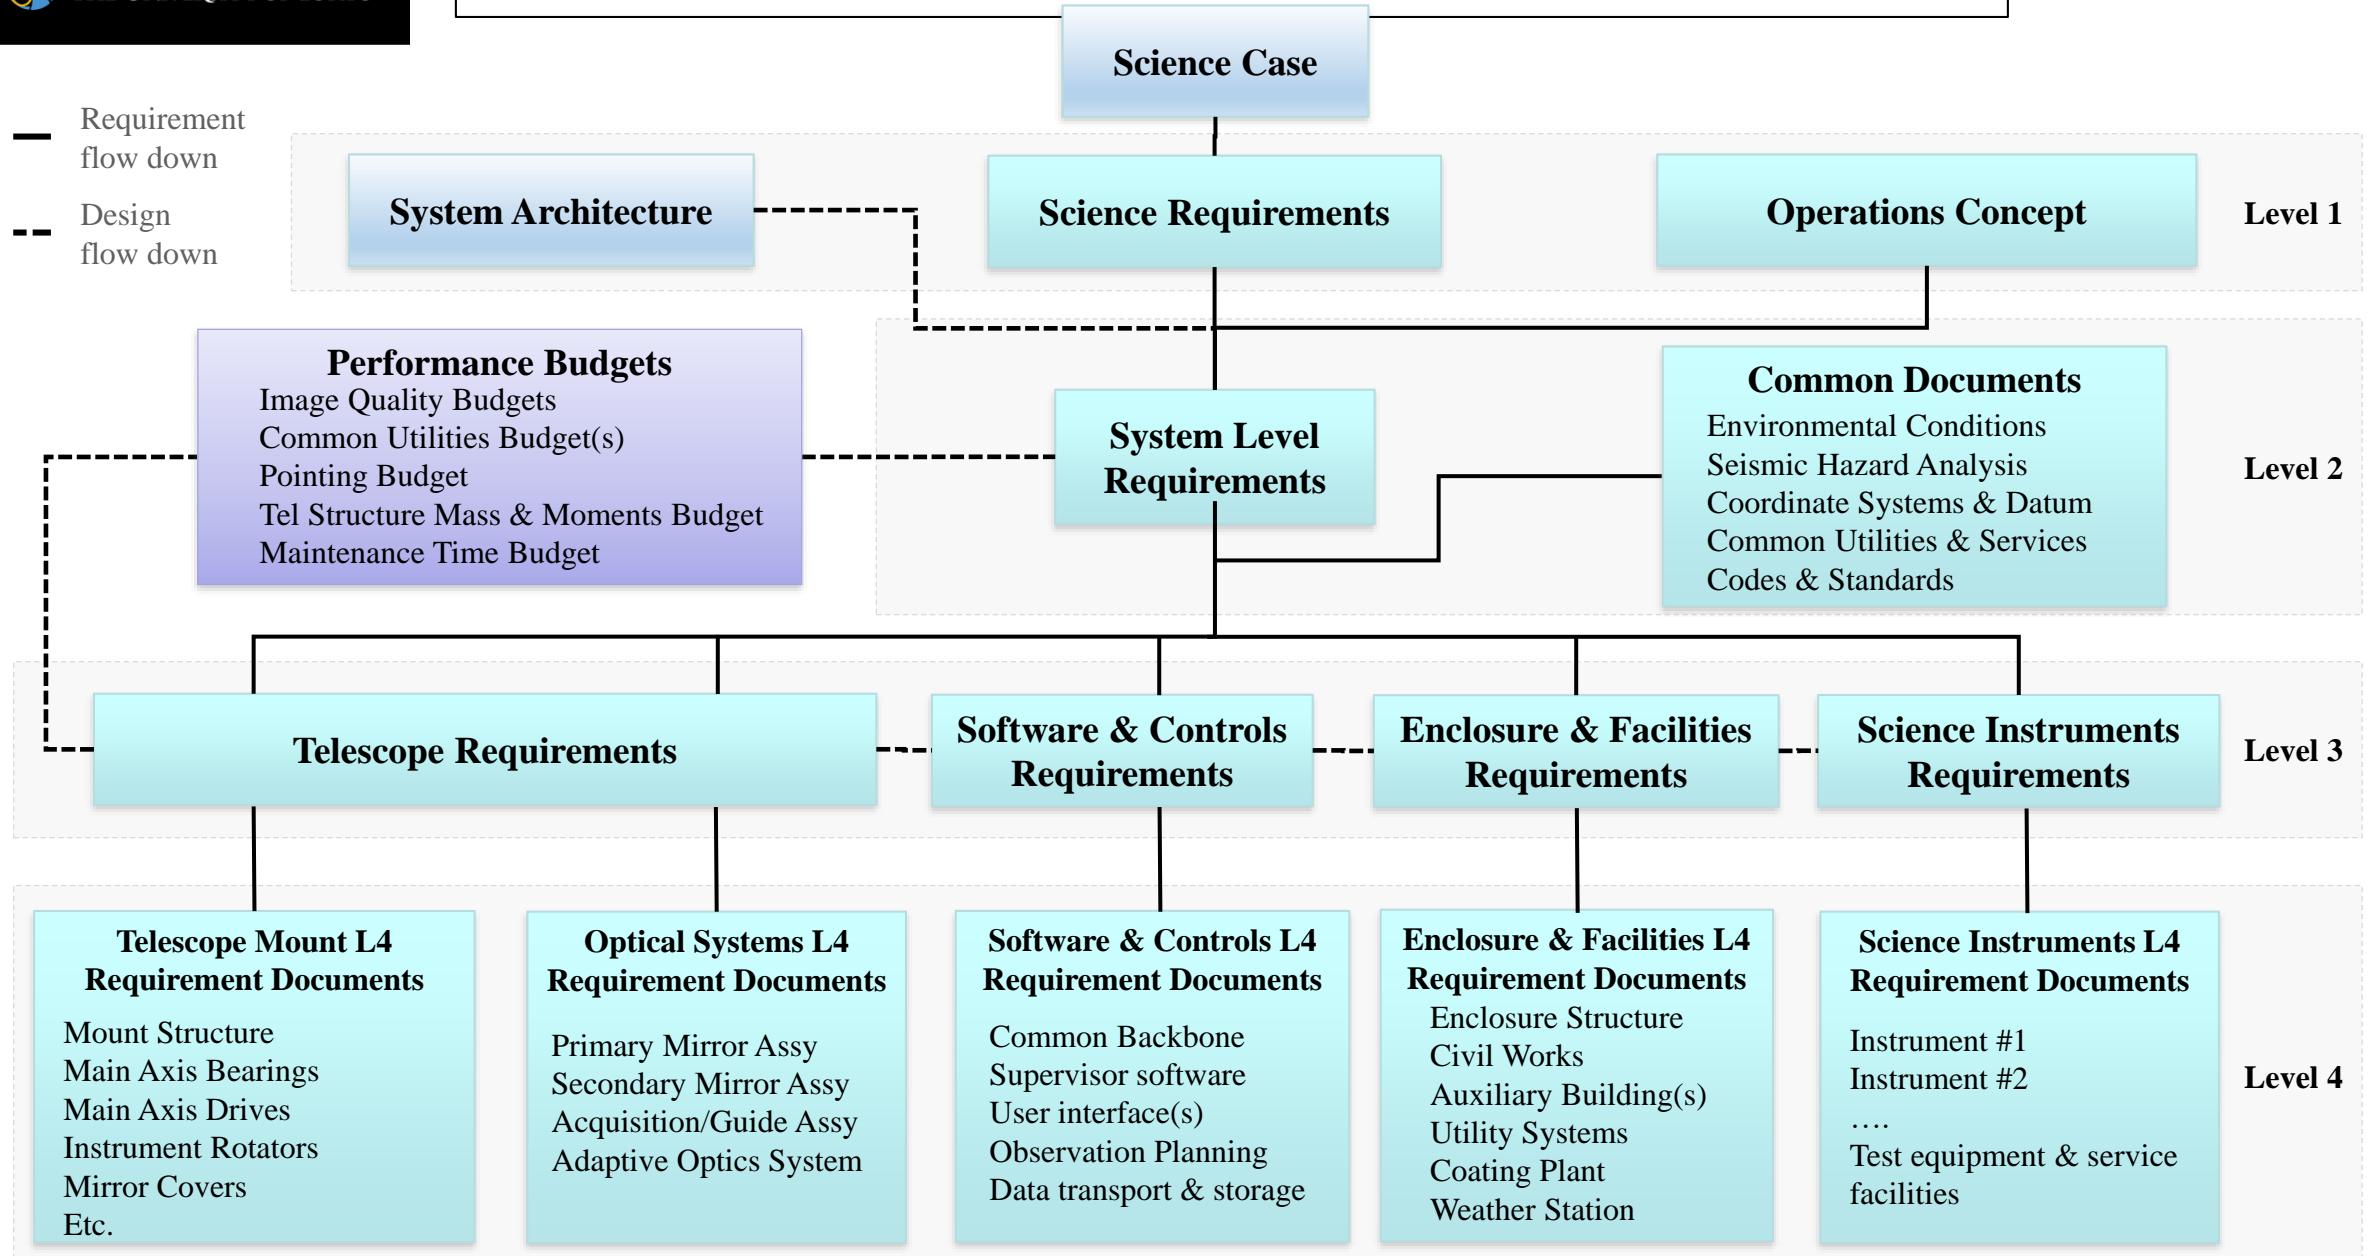 Science Case
Requirement
flow down
Design
flow down
System Architecture
Science Requirements
Operations Concept
Level 1
Performance Budgets
Image Quality Budgets
Common Utilities Budget(s)
Pointing Budget
Tel Structure Mass & Moments Budget
Maintenance Time Budget
System Level
Requirements
Common Documents
Environmental Conditions
Seismic Hazard Analysis
Coordinate Systems & Datum
Common Utilities & Services
Codes & Standards
Level 2
Telescope Requirements
Software & Controls
Requirements
Enclosure & Facilities
Requirements
Science Instruments
Requirements
Level 3
Telescope Mount L4
Requirement Documents
Mount Structure
Main Axis Bearings
Main Axis Drives
Instrument Rotators
Mirror Covers
Etc.
Optical Systems L4
Requirement Documents
Primary Mirror Assy
Secondary Mirror Assy
Acquisition/Guide Assy
Adaptive Optics System
Software & Controls L4
Requirement Documents
Common Backbone
Supervisor software
User interface(s)
Observation Planning
Data transport & storage
Enclosure & Facilities L4
Requirement Documents
Enclosure Structure
Civil Works
Auxiliary Building(s)
Utility Systems
Coating Plant
Weather Station
Science Instruments L4
Requirement Documents
Instrument #1
Instrument #2
….
Test equipment & service
facilities
Level 4